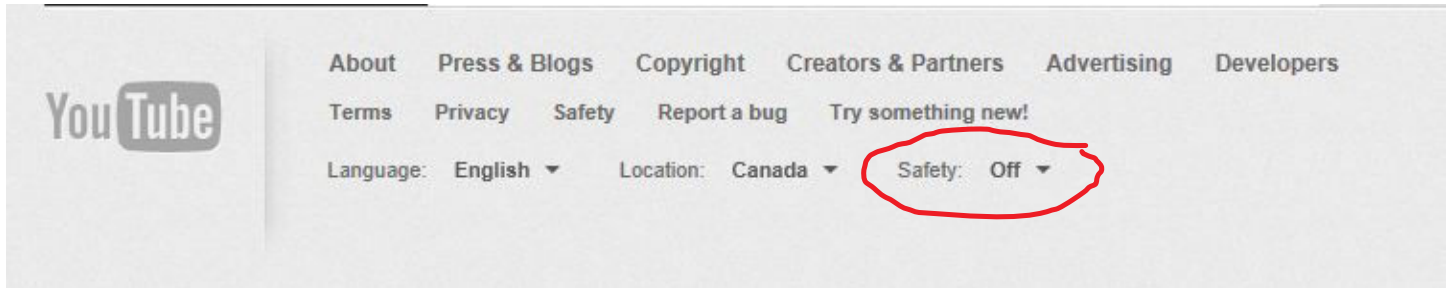 About Press & Blogs Copyright Creators & Partners Advertising Developers
YouTube
Terms Privacy Safety Report a bug Try something new!
Language: English Location: Canada Safety: Off